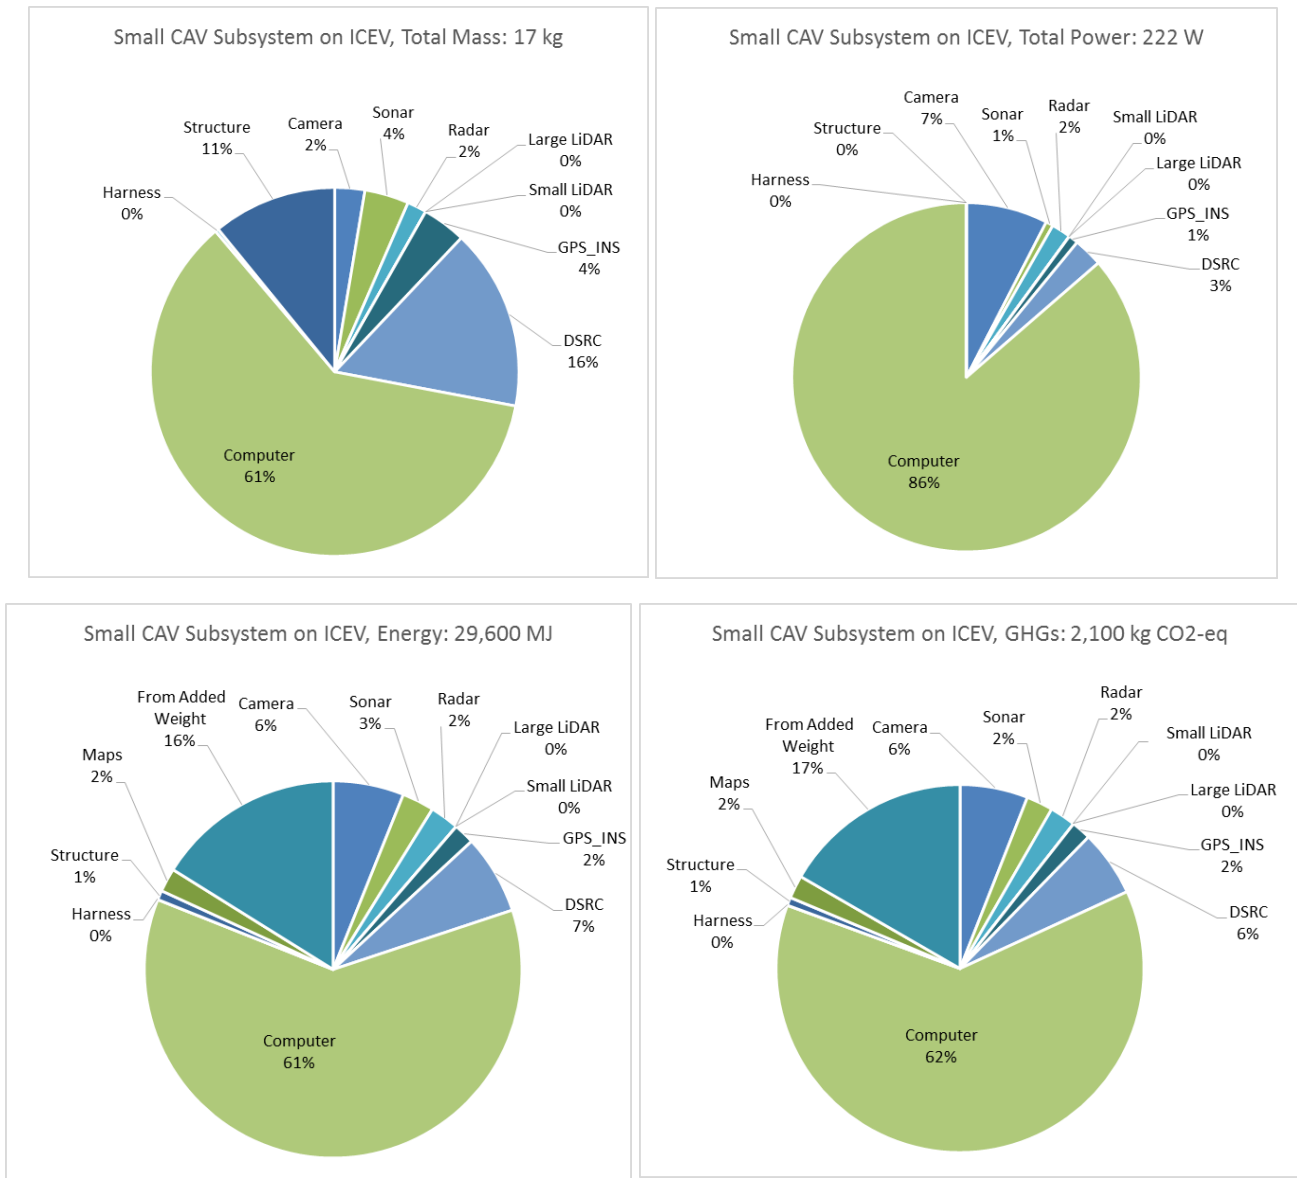 Small CAV Subsystem on ICEV, Total Mass: 17 kg
Structure
11%
Camera
2%
Sonar
4%
Radar
2%
Large LiDAR
0%
Small LiDAR
0%
GPS_INS
4%
DSRC
16%
Computer
61%
Harness
0%
Small CAV Subsystem on ICEV, Total Power: 222 W
Structure
0%
Camera
7%
Sonar
1%
Radar
2%
Small LiDAR
0%
Large LiDAR
0%
GPS_INS
1%
DSRC
3%
Harness
0%
Computer
86%
Small CAV Subsystem on ICEV, Energy: 29,600 MJ
From Added
Weight
16%
Camera
6%
Sonar
3%
Radar
2%
Large LiDAR
0%
Small LiDAR
0%
GPS_INS
2%
DSRC
7%
Maps
2%
Structure
1%
Harness
0%
Computer
61%
Small CAV Subsystem on ICEV, GHGs: 2,100 kg CO2-eq
From Added
Weight
17%
Camera
6%
Sonar
2%
Radar
2%
Small LiDAR
0%
Large LiDAR
0%
GPS_INS
2%
DSRC
6%
Maps
2%
Structure
1%
Harness
0%
Computer
62%